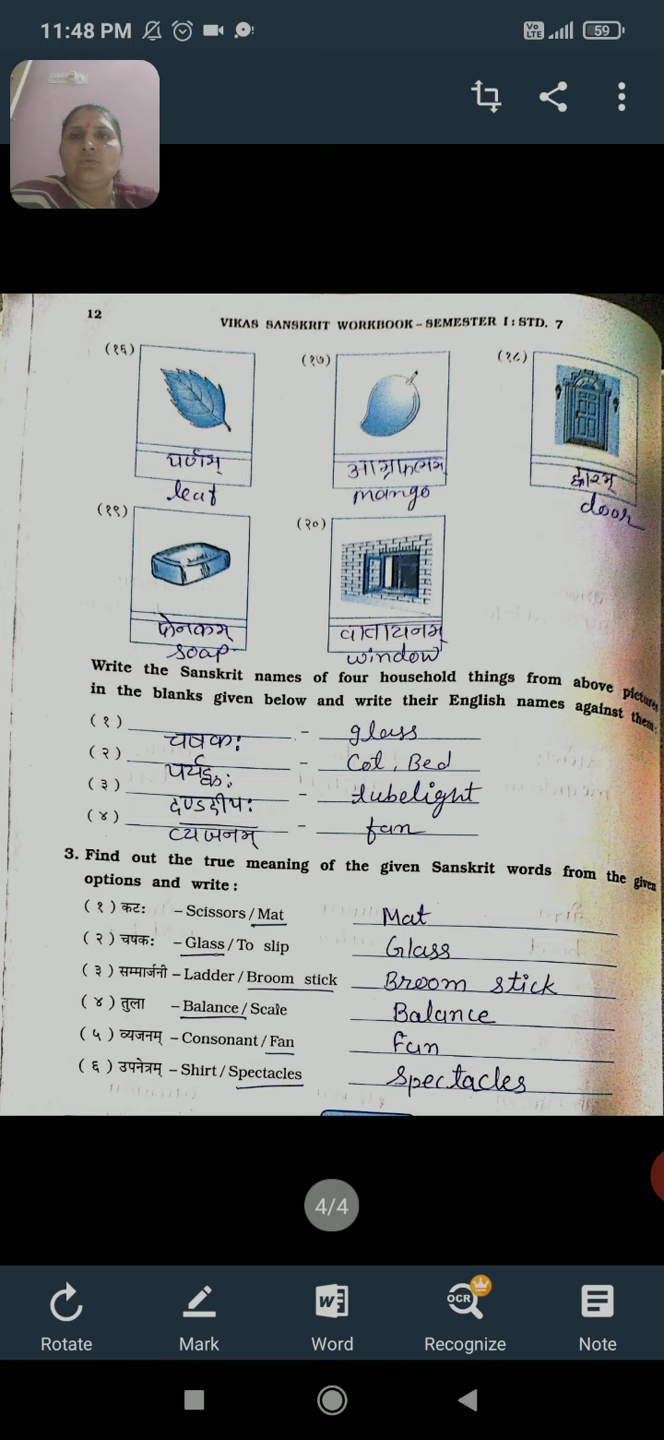 11:48 PM
Vo LTE 59
12 VIKAS SANSKRIT WORKBOOK – SEMESTER I : STD. 7
(१६) (१७) (१८)
पर्णम् आम्रफलम् द्वारम्
leaf mango door
(१९) (२०)
फेनकम् वातायनम्
soap window
Write the Sanskrit names of four household things from above pictures
in the blanks given below and write their English names against them:
(१) चषकः – glass
(२) पर्यङ्कः – Cot, Bed
(३) दण्डदीपः – tubelight
(४) व्यजनम् – fan
3. Find out the true meaning of the given Sanskrit words from the given
options and write :
(१) कटः – Scissors / Mat Mat
(२) चषकः – Glass / To slip Glass
(३) सम्मार्जनी – Ladder / Broom stick Broom stick
(४) तुला – Balance / Scale Balance
(५) व्यजनम् – Consonant / Fan Fan
(६) उपनेत्रम् – Shirt / Spectacles Spectacles
4/4
W OCR
Rotate Mark Word Recognize Note